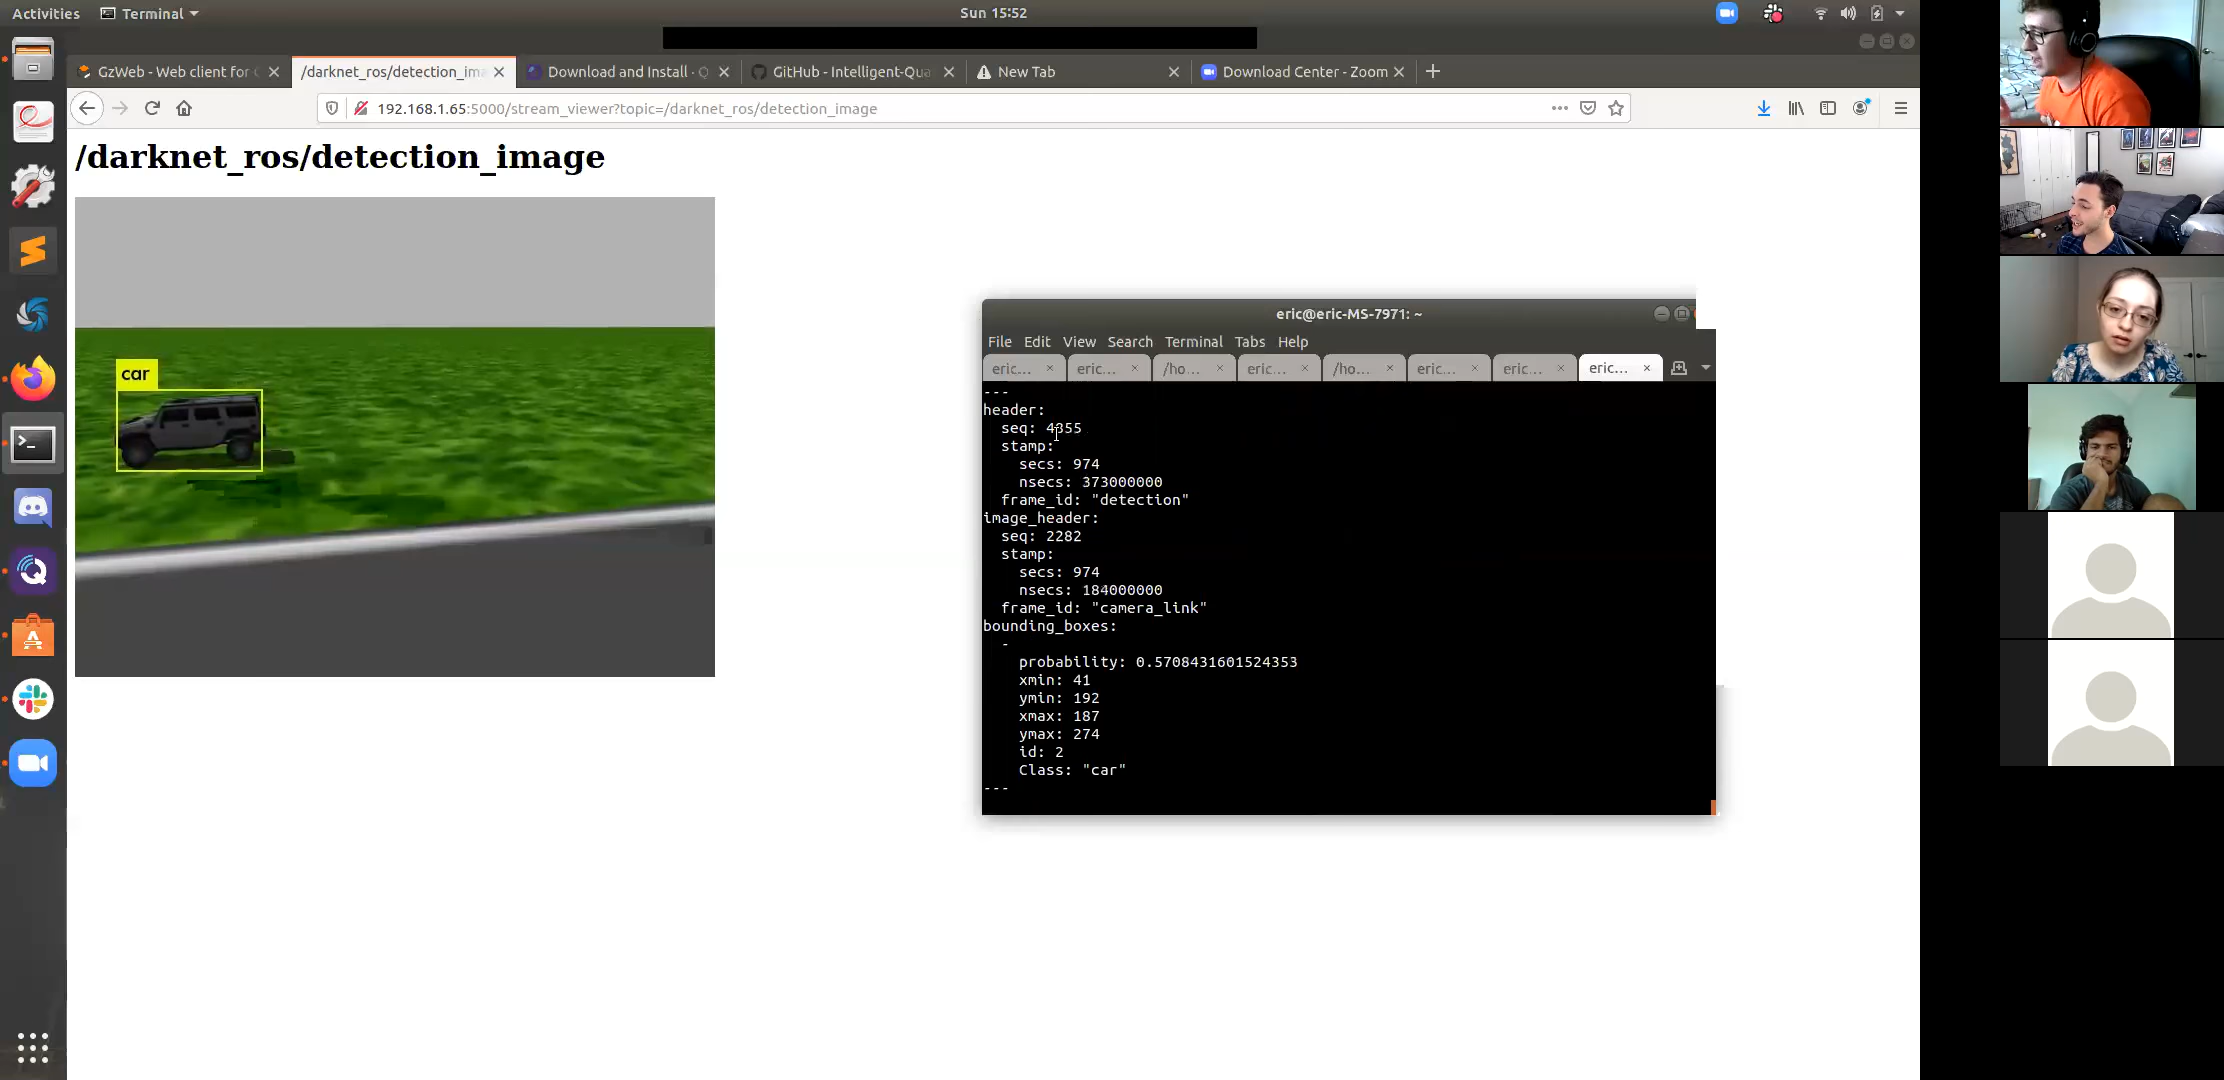 Activities
Terminal
Sun 15:52
GzWeb - Web client for
/darknet_ros/detection_ima
Download and Install · Q
GitHub - Intelligent-Qua
New Tab
Download Center - Zoom
192.168.1.65:5000/stream_viewer?topic=/darknet_ros/detection_image
/darknet_ros/detection_image
car
eric@eric-MS-7971: ~
File Edit View Search Terminal Tabs Help
eric... eric... /ho... eric... /ho... eric... eric... eric...
---
header:
seq: 4355
stamp:
secs: 974
nsecs: 373000000
frame_id: "detection"
image_header:
seq: 2282
stamp:
secs: 974
nsecs: 184000000
frame_id: "camera_link"
bounding_boxes:
-
probability: 0.5708431601524353
xmin: 41
ymin: 192
xmax: 187
ymax: 274
id: 2
Class: "car"
---